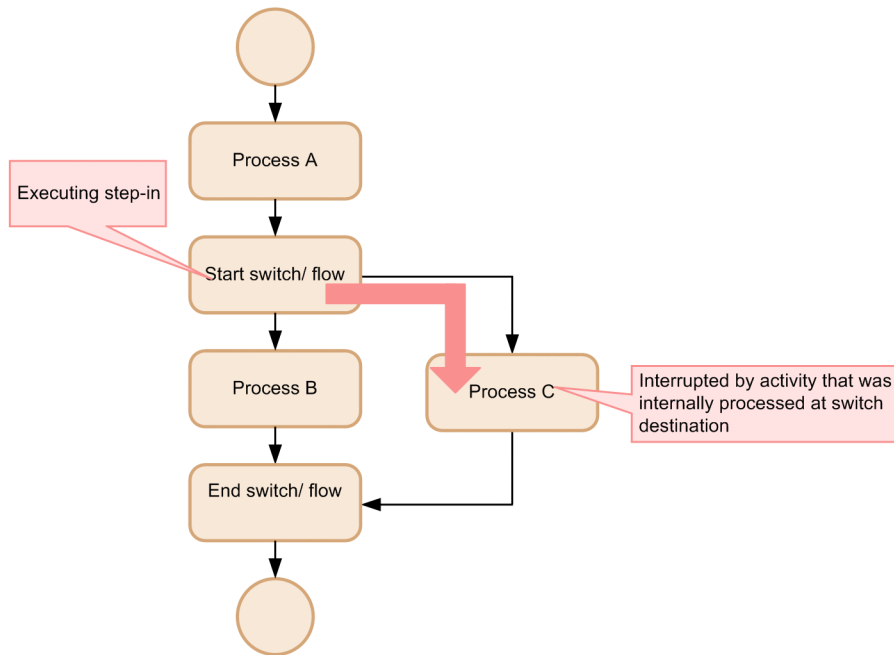 Process A
Executing step-in
Start switch/ flow
Process B
Process C
Interrupted by activity that was
internally processed at switch
destination
End switch/ flow